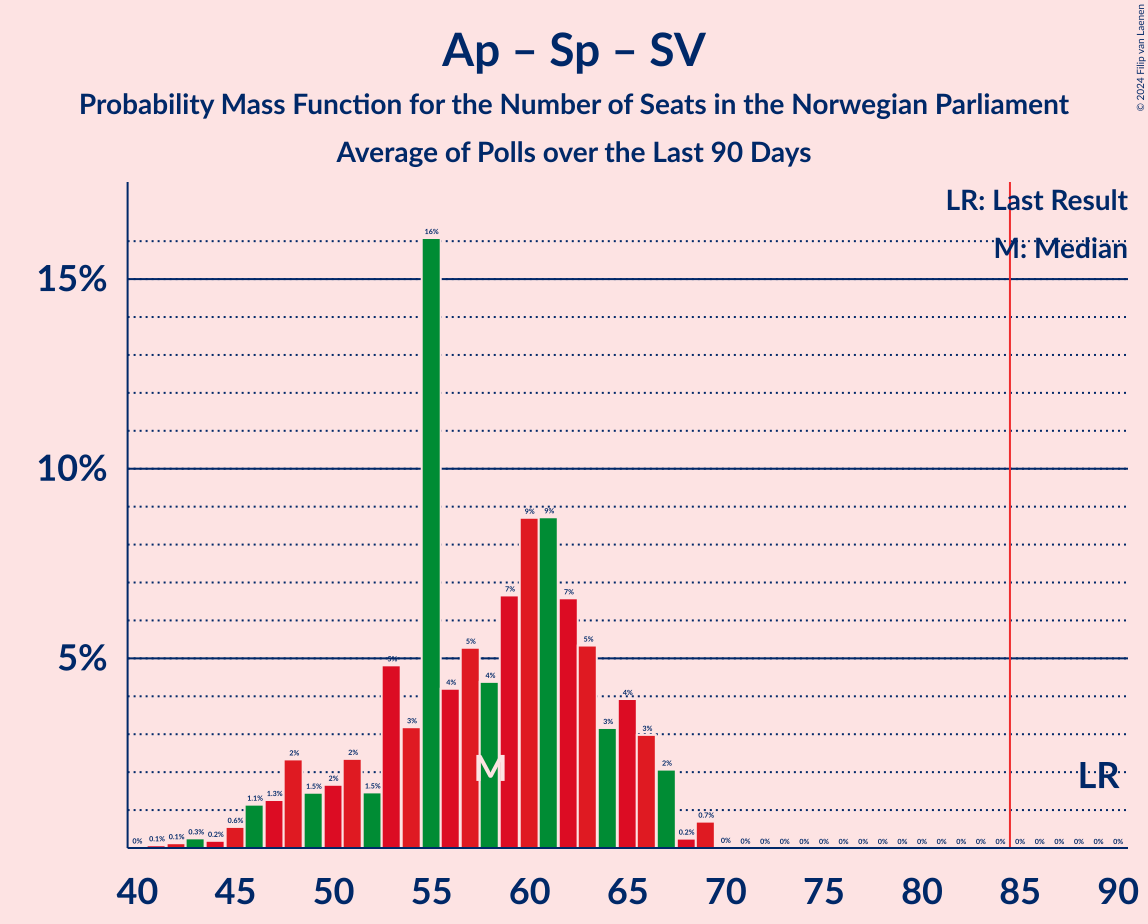 Ap – Sp – SV
Probability Mass Function for the Number of Seats in the Norwegian Parliament
Average of Polls over the Last 90 Days
© 2024 Filip van Laenen
LR: Last Result
M: Median
15%
10%
5%
0% 0.1% 0.1% 0.3% 0.2% 0.6% 1.1% 1.3% 2% 1.5% 2% 2% 1.5% 5% 3% 16% 4% 5% 4% 7% 9% 9% 7% 5% 3% 4% 3% 2% 0.2% 0.7% 0% 0% 0% 0% 0% 0% 0% 0% 0% 0% 0% 0% 0% 0% 0% 0% 0% 0% 0% 0% 0%
M
LR
40 45 50 55 60 65 70 75 80 85 90